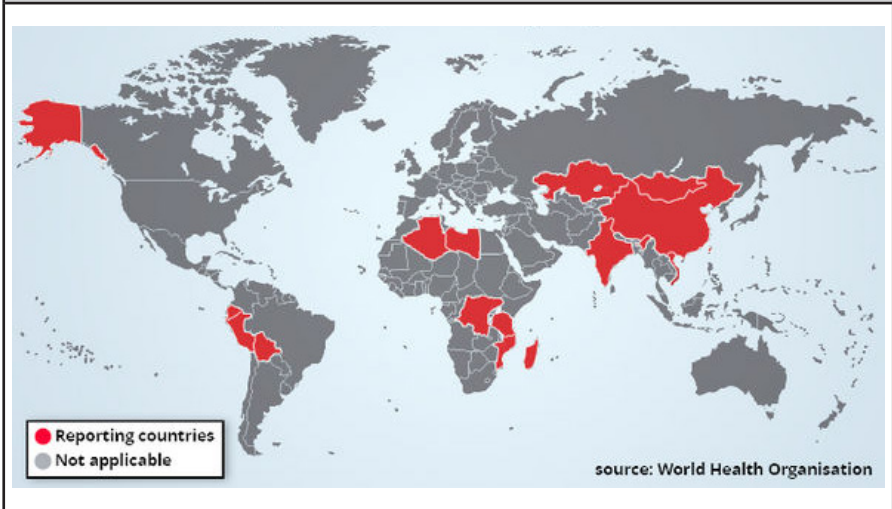 Reporting countries
Not applicable
source: World Health Organisation